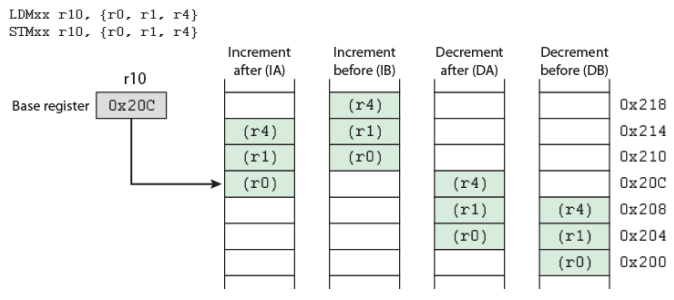 LDMxx r10, {r0, r1, r4}
STMxx r10, {r0, r1, r4}
Increment after (IA)
Increment before (IB)
Decrement after (DA)
Decrement before (DB)
r10
Base register 0x20C
(r4) 0x218
(r4) (r1) 0x214
(r1) (r0) 0x210
(r0) (r4) 0x20C
(r1) (r4) 0x208
(r0) (r1) 0x204
(r0) 0x200